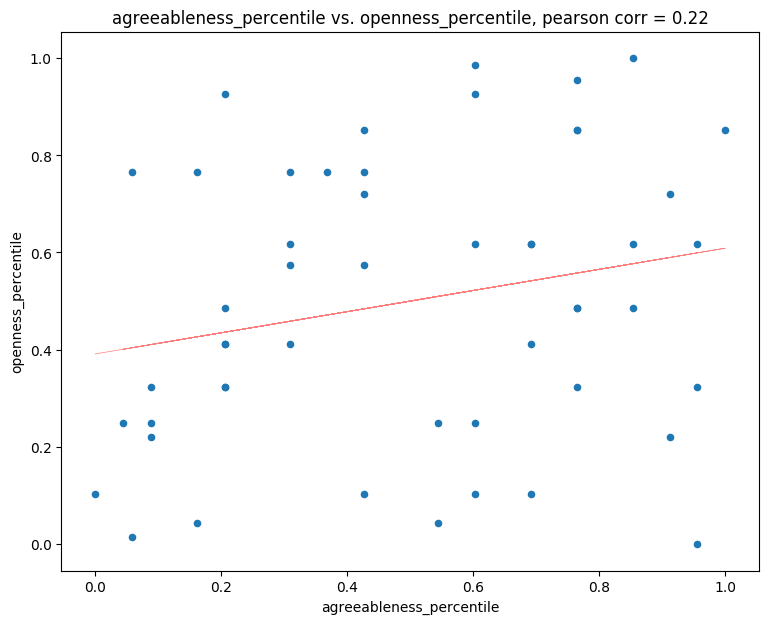 agreeableness_percentile vs. openness_percentile, pearson corr = 0.22
1.0
0.8
0.6
0.4
0.2
0.0
openness_percentile
0.0 0.2 0.4 0.6 0.8 1.0
agreeableness_percentile